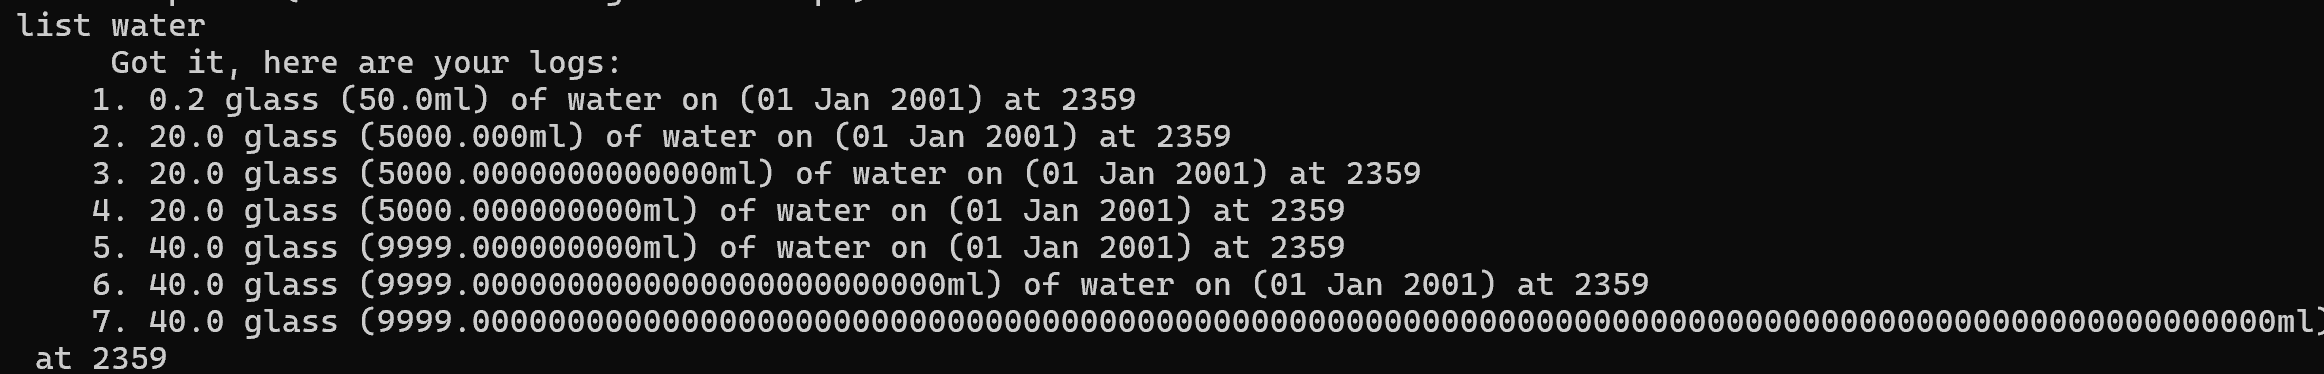 list water
Got it, here are your logs:
1. 0.2 glass (50.0ml) of water on (01 Jan 2001) at 2359
2. 20.0 glass (5000.000ml) of water on (01 Jan 2001) at 2359
3. 20.0 glass (5000.0000000000000ml) of water on (01 Jan 2001) at 2359
4. 20.0 glass (5000.000000000ml) of water on (01 Jan 2001) at 2359
5. 40.0 glass (9999.000000000ml) of water on (01 Jan 2001) at 2359
6. 40.0 glass (9999.0000000000000000000000000ml) of water on (01 Jan 2001) at 2359
7. 40.0 glass (9999.00000000000000000000000000000000000000000000000000000000000000000000000000000000000000000000000ml)
at 2359